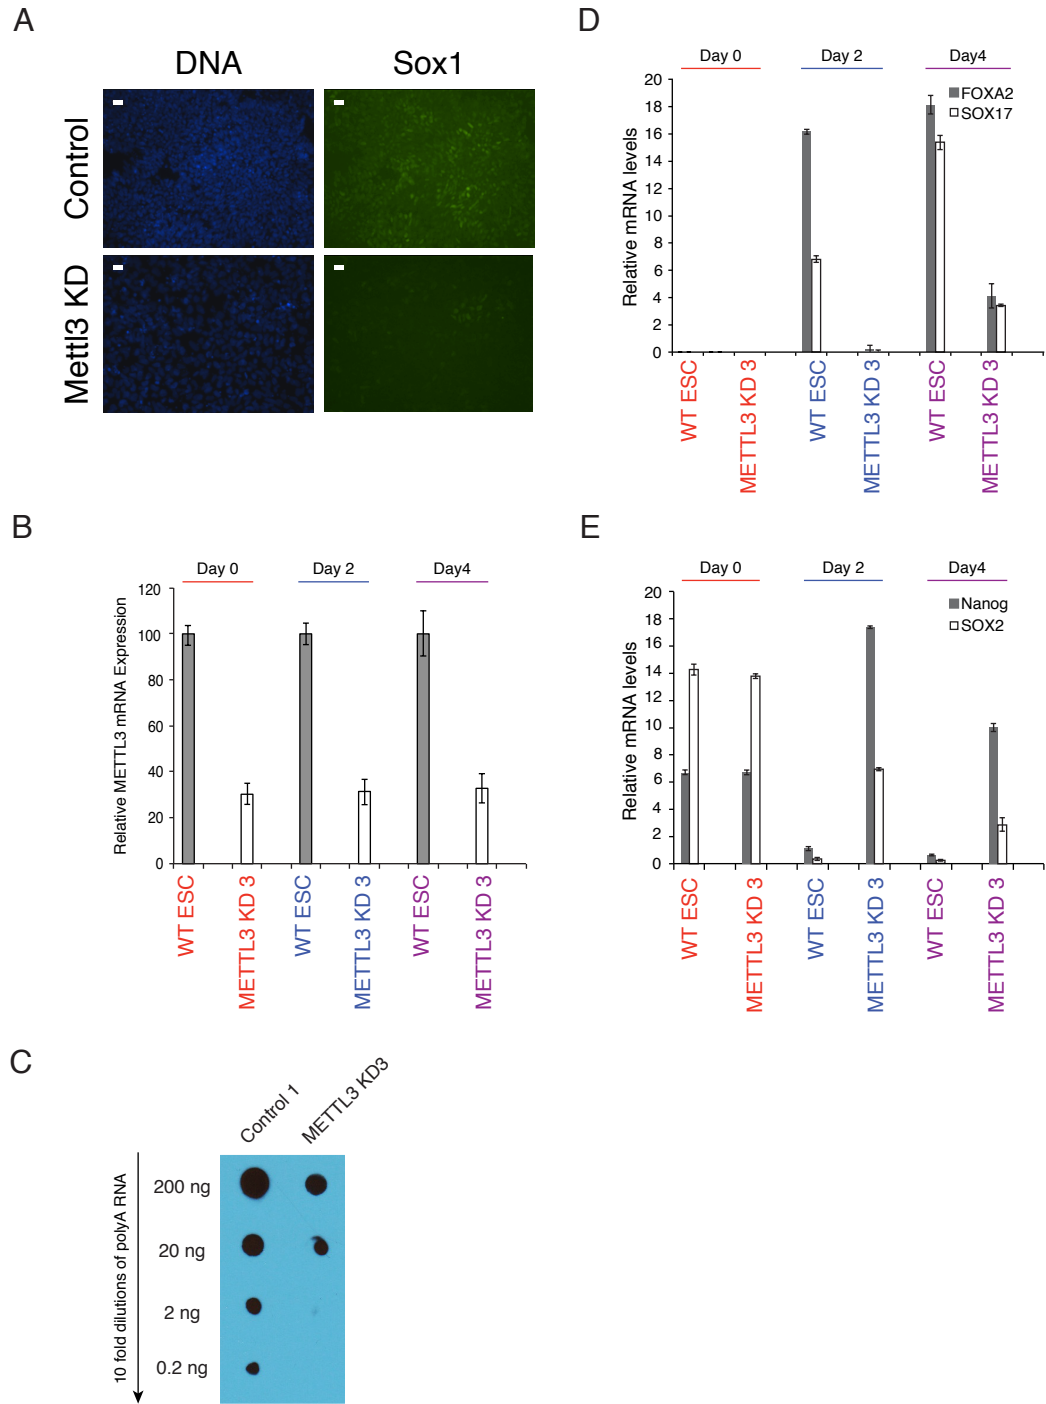 A
DNA
Sox1
Control
Mettl3 KD
B
Day 0
Day 2
Day4
Relative METTL3 mRNA Expression
120
100
80
60
40
20
0
WT ESC
METTL3 KD 3
WT ESC
METTL3 KD 3
WT ESC
METTL3 KD 3
C
Control 1
METTL3 KD3
10 fold dilutions of polyA RNA
200 ng
20 ng
2 ng
0.2 ng
D
Day 0
Day 2
Day4
Relative mRNA levels
20
18
16
14
12
10
8
6
4
2
0
FOXA2
SOX17
WT ESC
METTL3 KD 3
WT ESC
METTL3 KD 3
WT ESC
METTL3 KD 3
E
Day 0
Day 2
Day4
Relative mRNA levels
20
18
16
14
12
10
8
6
4
2
0
Nanog
SOX2
WT ESC
METTL3 KD 3
WT ESC
METTL3 KD 3
WT ESC
METTL3 KD 3